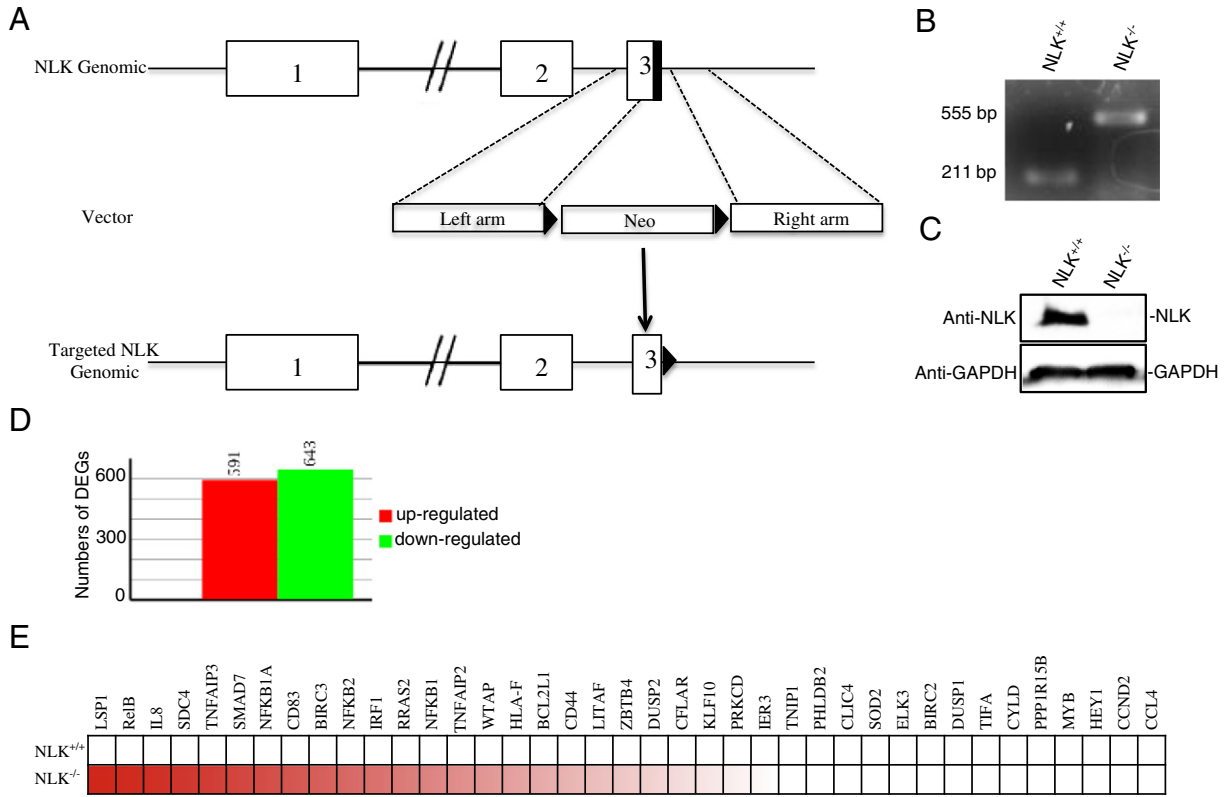 A
NLK Genomic
1
2
3
Vector
Left arm
Neo
Right arm
Targeted NLK
Genomic
1
2
3
B
NLK+/+
NLK-/-
555 bp
211 bp
C
NLK+/+
NLK-/-
Anti-NLK
-NLK
Anti-GAPDH
-GAPDH
D
Numbers of DEGs
600
300
0
591
643
up-regulated
down-regulated
E
LSP1
RelB
IL8
SDC4
TNFAIP3
SMAD7
NFKB1A
CD83
BIRC3
NFKB2
IRF1
RRAS2
NFKB1
TNFAIP2
WTAP
HLA-F
BCL2L1
CD44
LITAF
ZBTB4
DUSP2
CFLAR
KLF10
PRKCD
IER3
TNIP1
PHLDB2
CLIC4
SOD2
ELK3
BIRC2
DUSP1
TIFA
CYLD
PPP1R15B
MYB
HEY1
CCND2
CCL4
NLK+/+
NLK-/-